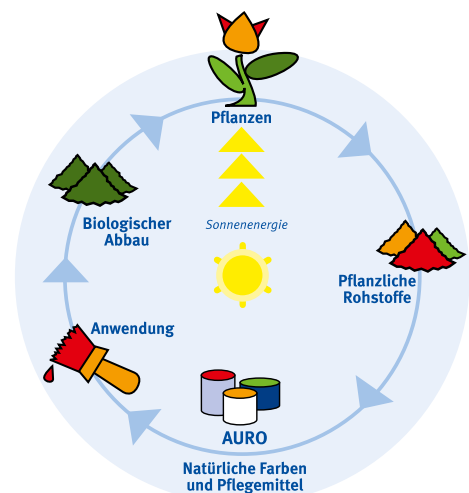 Pflanzen
Sonnenenergie
Pflanzliche
Rohstoffe
AURO
Natürliche Farben
und Pflegemittel
Anwendung
Biologischer
Abbau